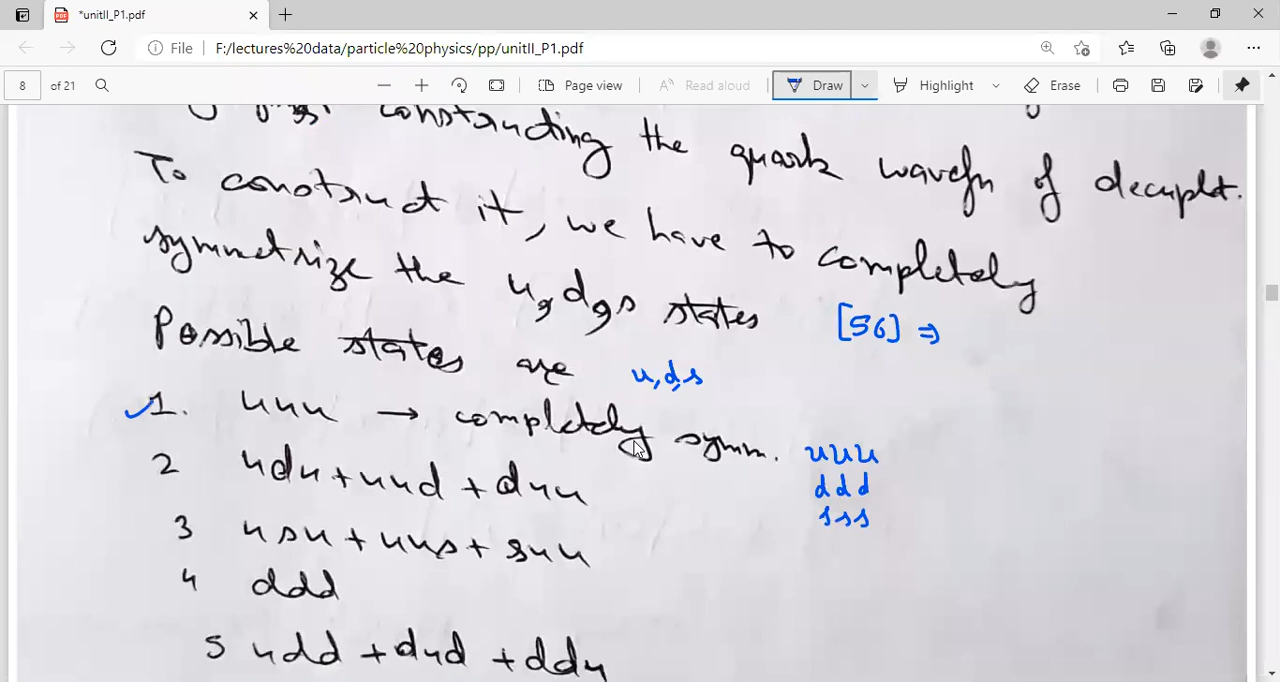 *unitII_P1.pdf
File F:/lectures%20data/particle%20physics/pp/unitII_P1.pdf
8 of 21 Page view Read aloud Draw Highlight Erase
constructing the quark wavefn of decuplet.
To construct it, we have to completely
symmetrize the u, d, s states [56] ⇒
Possible states are u, d, s
1. uuu → completely symm. uuu
ddd
sss
2 udu + uud + duu
3 usu + uus + suu
4 ddd
5 udd + dud + ddu